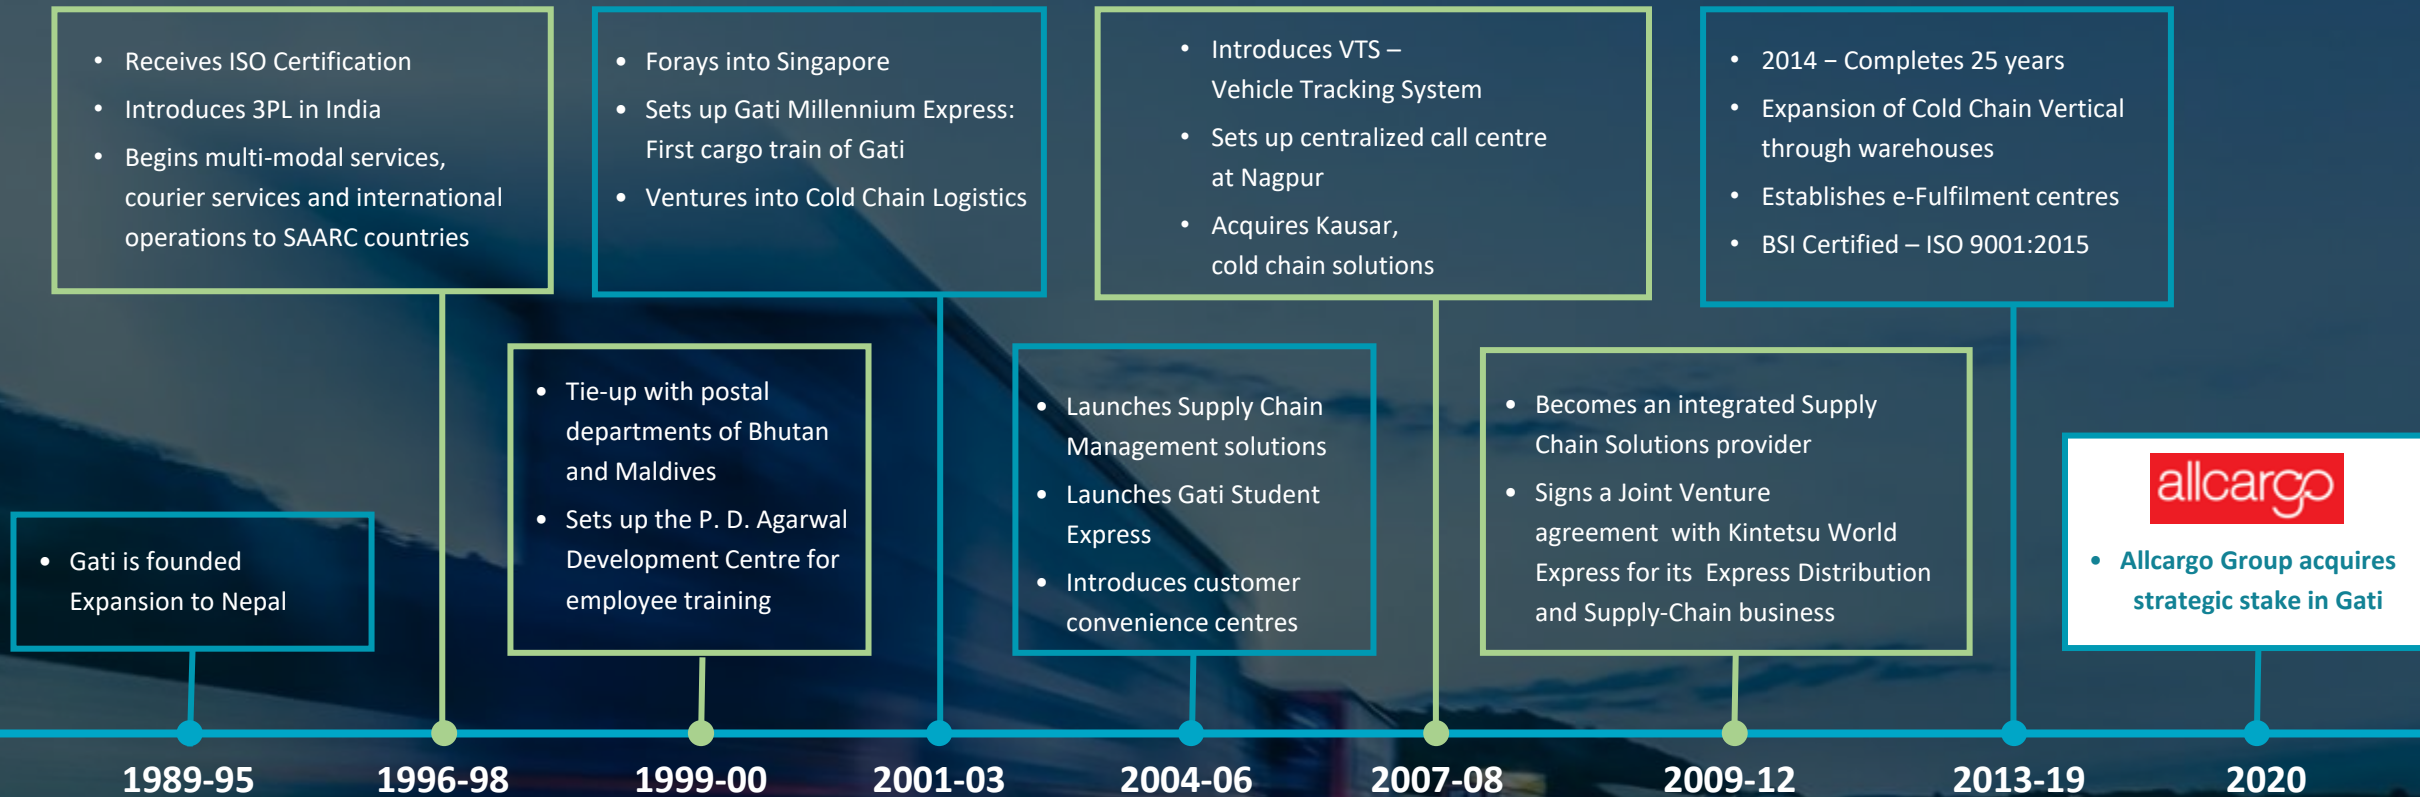 • Receives ISO Certification
• Introduces 3PL in India
• Begins multi-modal services,
courier services and international
operations to SAARC countries
• Forays into Singapore
• Sets up Gati Millennium Express:
First cargo train of Gati
• Ventures into Cold Chain Logistics
• Introduces VTS –
Vehicle Tracking System
• Sets up centralized call centre
at Nagpur
• Acquires Kausar,
cold chain solutions
• 2014 – Completes 25 years
• Expansion of Cold Chain Vertical
through warehouses
• Establishes e-Fulfilment centres
• BSI Certified – ISO 9001:2015
• Gati is founded
Expansion to Nepal
• Tie-up with postal
departments of Bhutan
and Maldives
• Sets up the P. D. Agarwal
Development Centre for
employee training
• Launches Supply Chain
Management solutions
• Launches Gati Student
Express
• Introduces customer
convenience centres
• Becomes an integrated Supply
Chain Solutions provider
• Signs a Joint Venture
agreement with Kintetsu World
Express for its Express Distribution
and Supply-Chain business
allcargo
• Allcargo Group acquires
strategic stake in Gati
1989-95
1996-98
1999-00
2001-03
2004-06
2007-08
2009-12
2013-19
2020